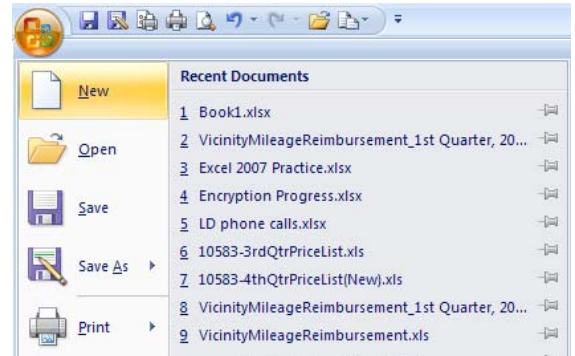 New
Open
Save
Save As
Print
Recent Documents
1 Book1.xlsx
2 VicinityMileageReimbursement_1st Quarter, 20...
3 Excel 2007 Practice.xlsx
4 Encryption Progress.xlsx
5 LD phone calls.xlsx
6 10583-3rdQtrPriceList.xls
7 10583-4thQtrPriceList(New).xls
8 VicinityMileageReimbursement_1st Quarter, 20...
9 VicinityMileageReimbursement.xls